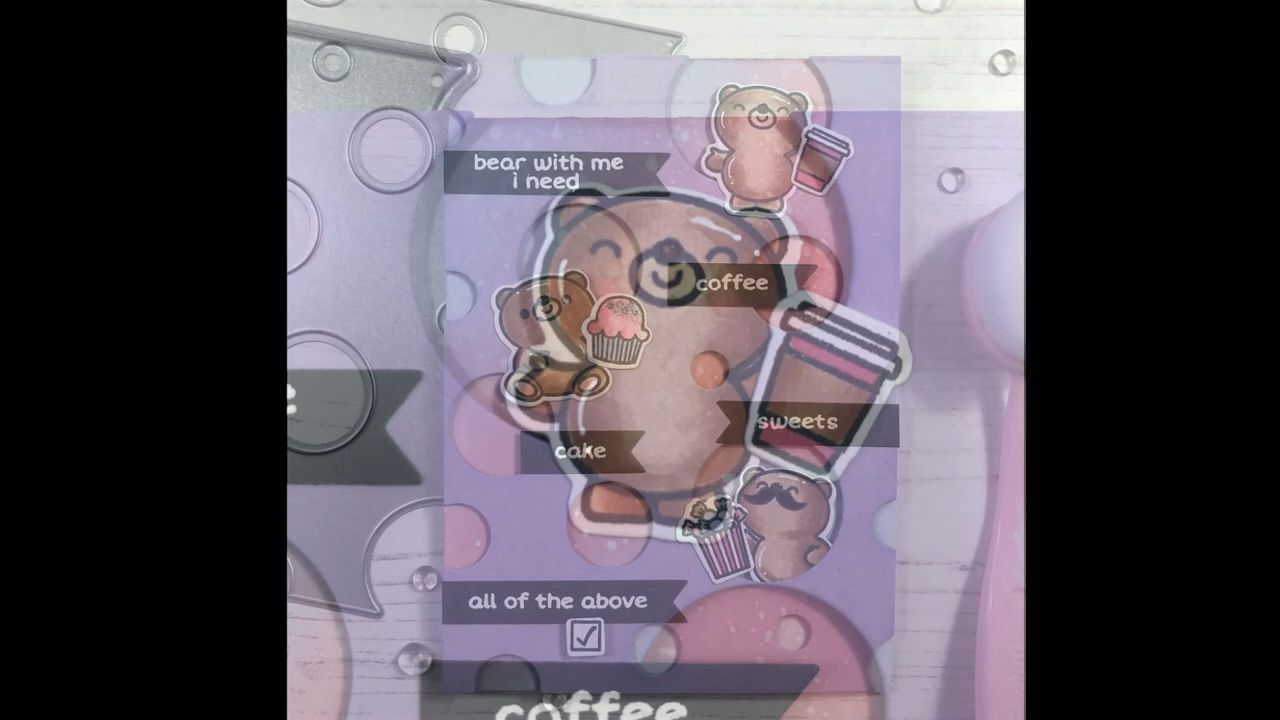 bear with me
i need
coffee
sweets
cake
all of the above
coffee